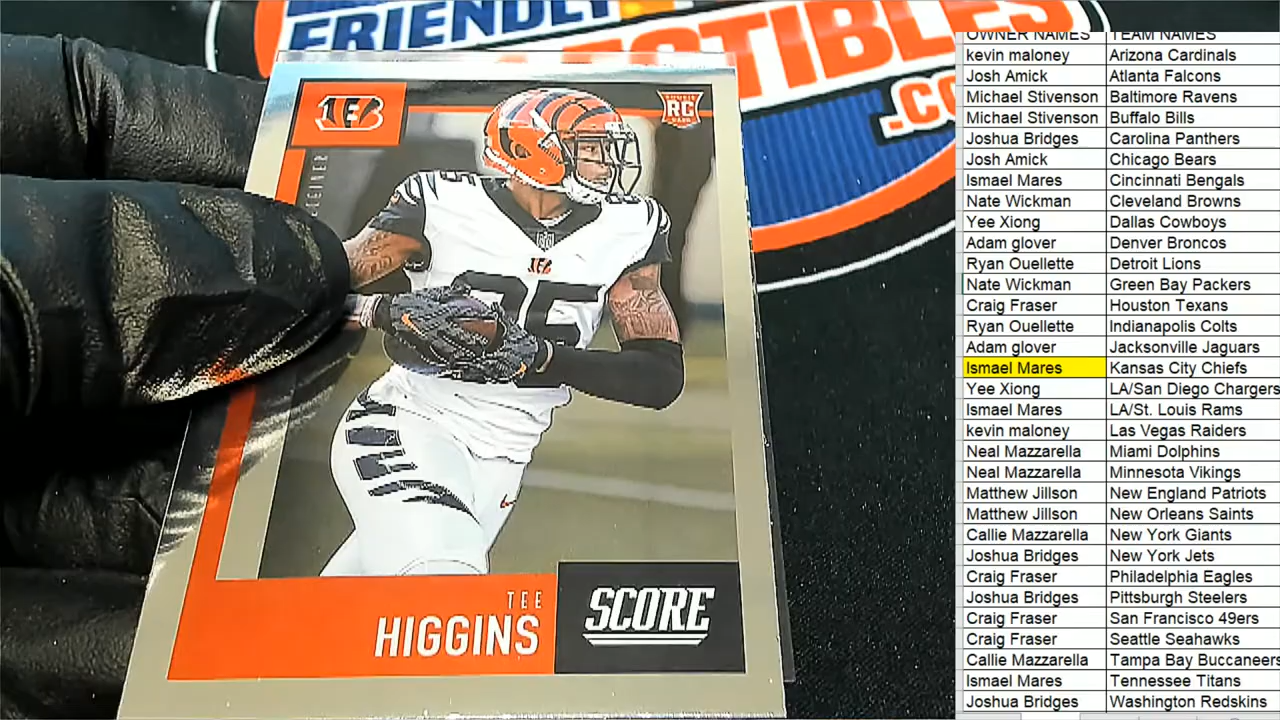 FRIENDLY
CTIBLES
.CO
RC
85
TEE
HIGGINS
SCORE
OWNER NAMES TEAM NAMES
kevin maloney Arizona Cardinals
Josh Amick Atlanta Falcons
Michael Stivenson Baltimore Ravens
Michael Stivenson Buffalo Bills
Joshua Bridges Carolina Panthers
Josh Amick Chicago Bears
Ismael Mares Cincinnati Bengals
Nate Wickman Cleveland Browns
Yee Xiong Dallas Cowboys
Adam glover Denver Broncos
Ryan Ouellette Detroit Lions
Nate Wickman Green Bay Packers
Craig Fraser Houston Texans
Ryan Ouellette Indianapolis Colts
Adam glover Jacksonville Jaguars
Ismael Mares Kansas City Chiefs
Yee Xiong LA/San Diego Chargers
Ismael Mares LA/St. Louis Rams
kevin maloney Las Vegas Raiders
Neal Mazzarella Miami Dolphins
Neal Mazzarella Minnesota Vikings
Matthew Jillson New England Patriots
Matthew Jillson New Orleans Saints
Callie Mazzarella New York Giants
Joshua Bridges New York Jets
Craig Fraser Philadelphia Eagles
Joshua Bridges Pittsburgh Steelers
Craig Fraser San Francisco 49ers
Craig Fraser Seattle Seahawks
Callie Mazzarella Tampa Bay Buccaneers
Ismael Mares Tennessee Titans
Joshua Bridges Washington Redskins